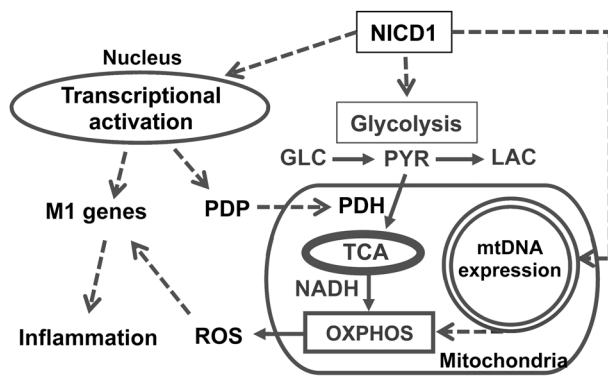 NICD1
Nucleus
Transcriptional
activation
Glycolysis
GLC
PYR
LAC
M1 genes
PDP
PDH
TCA
mtDNA
expression
NADH
Inflammation
ROS
OXPHOS
Mitochondria